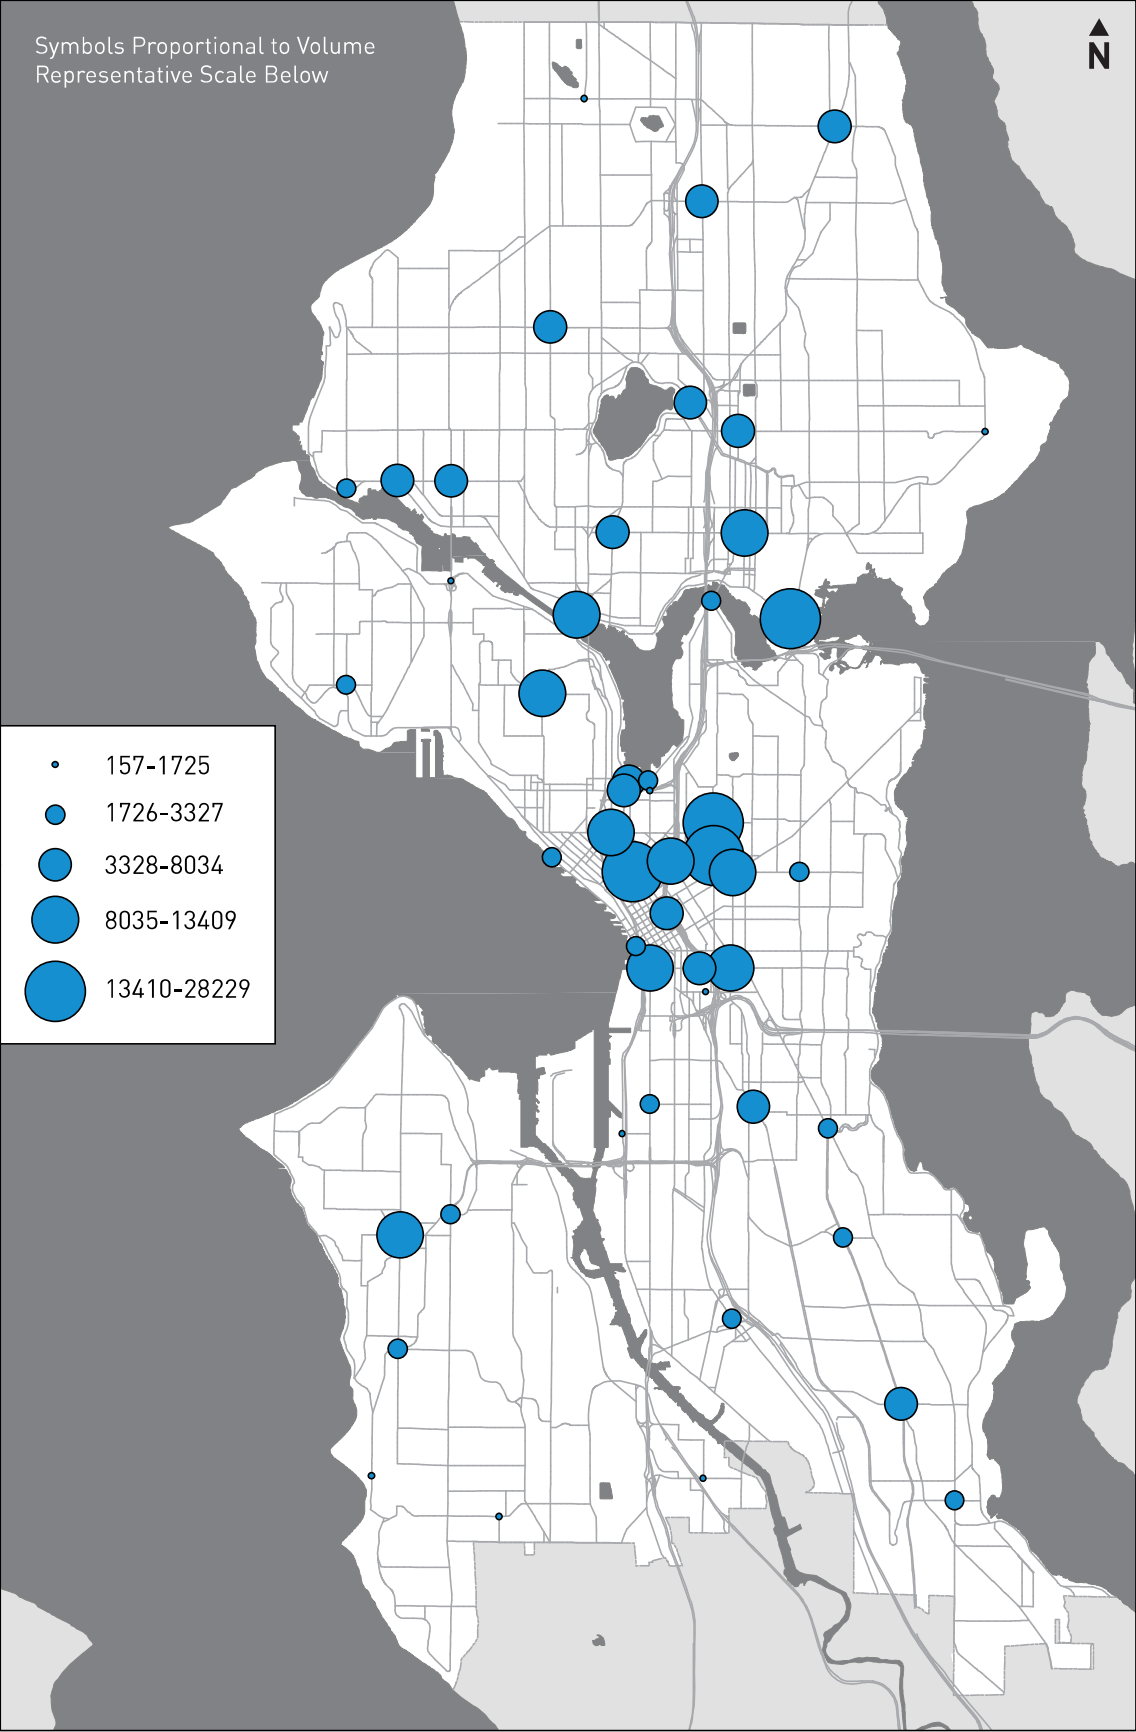 Symbols Proportional to Volume
Representative Scale Below
N
157-1725
1726-3327
3328-8034
8035-13409
13410-28229